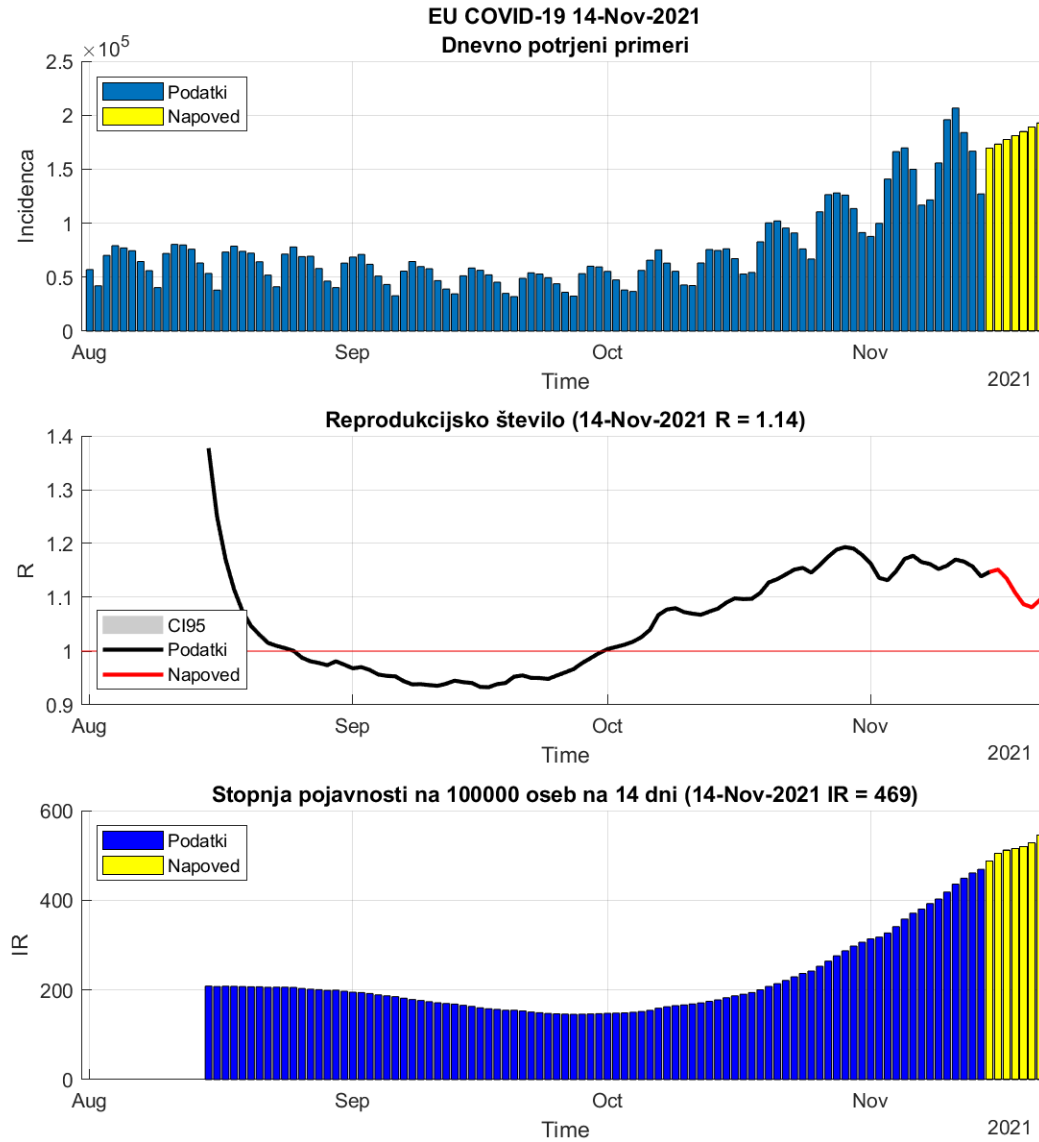 EU COVID-19 14-Nov-2021
Dnevno potrjeni primeri
×10⁵
2.5
2
1.5
1
0.5
0
Incidenca
Podatki
Napoved
Aug
Sep
Oct
Nov
Time
2021
Reprodukcijsko število (14-Nov-2021 R = 1.14)
1.4
1.3
1.2
1.1
1
0.9
R
CI95
Podatki
Napoved
Aug
Sep
Oct
Nov
Time
2021
Stopnja pojavnosti na 100000 oseb na 14 dni (14-Nov-2021 IR = 469)
600
400
200
0
IR
Podatki
Napoved
Aug
Sep
Oct
Nov
Time
2021